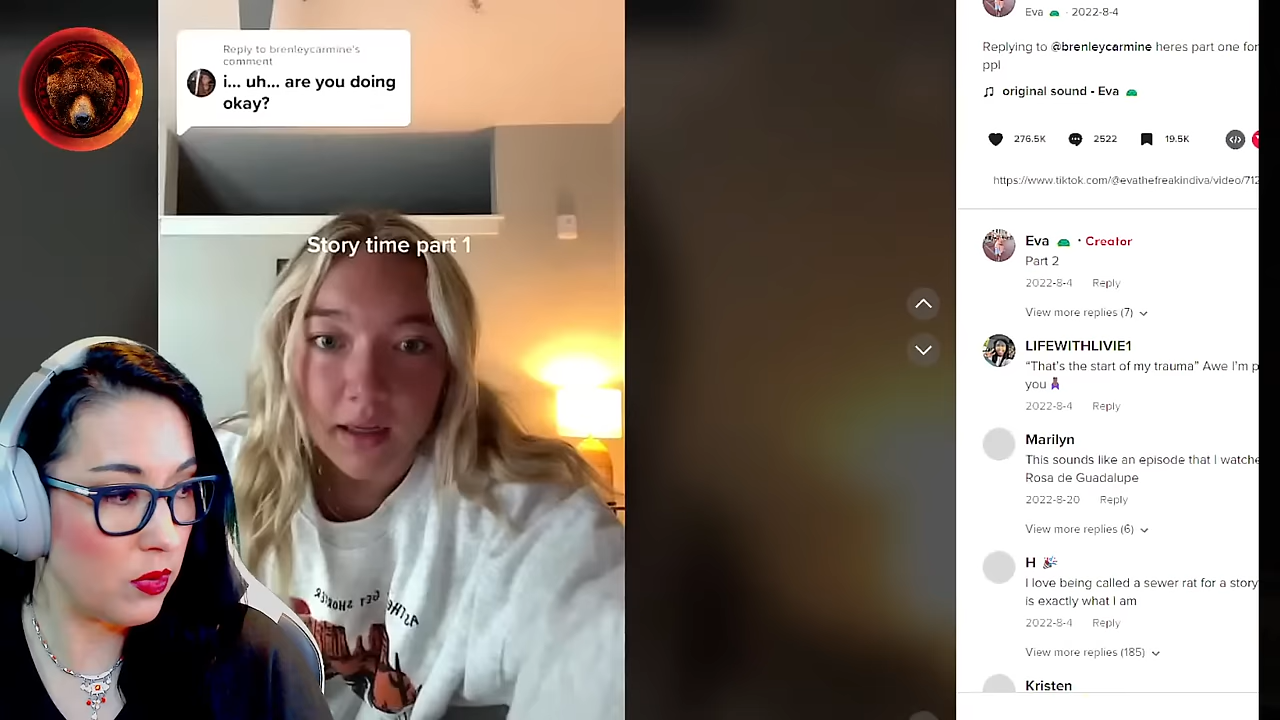 Reply to brenleycarmine's
comment
i... uh... are you doing
okay?
Story time part 1
AS THE
GET SHORTER
Eva · 2022-8-4
Replying to @brenleycarmine heres part one for
ppl
original sound - Eva
276.5K 2522 19.5K
https://www.tiktok.com/@evathefreakindiva/video/712
Eva · Creator
Part 2
2022-8-4 Reply
View more replies (7)
LIFEWITHLIVIE1
“That’s the start of my trauma” Awe I’m p
you
2022-8-4 Reply
Marilyn
This sounds like an episode that I watche
Rosa de Guadalupe
2022-8-20 Reply
View more replies (6)
H
I love being called a sewer rat for a story
is exactly what I am
2022-8-4 Reply
View more replies (185)
Kristen